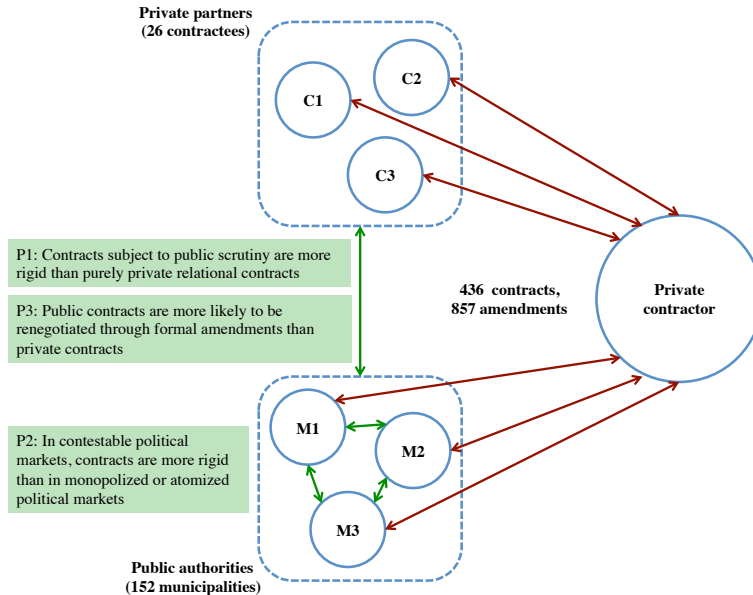 Private partners
(26 contractees)
C1
C2
C3
P1: Contracts subject to public scrutiny are more
rigid than purely private relational contracts
P3: Public contracts are more likely to be
renegotiated through formal amendments than
private contracts
436 contracts,
857 amendments
Private
contractor
P2: In contestable political
markets, contracts are more rigid
than in monopolized or atomized
political markets
M1
M2
M3
Public authorities
(152 municipalities)